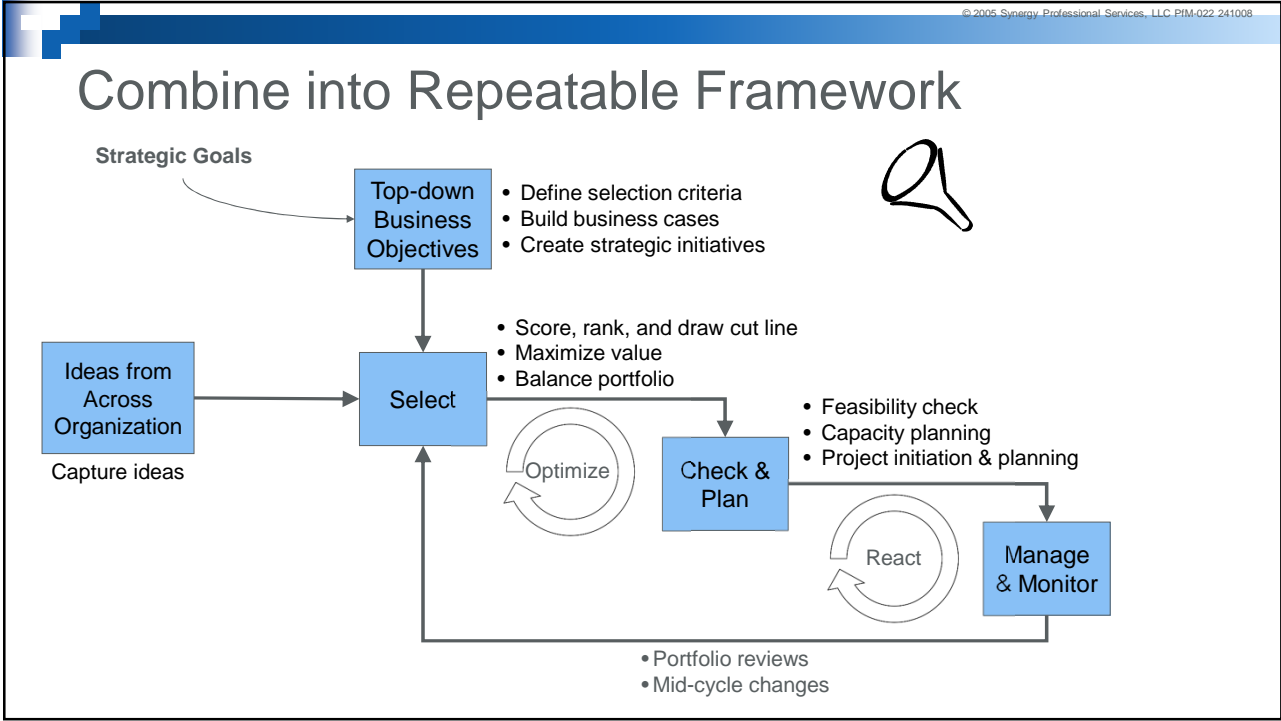 © 2005 Synergy Professional Services, LLC PfM-022 241008
Combine into Repeatable Framework
Strategic Goals
Top-down
Business
Objectives
• Define selection criteria
• Build business cases
• Create strategic initiatives
Ideas from
Across
Organization
Capture ideas
Select
• Score, rank, and draw cut line
• Maximize value
• Balance portfolio
Optimize
Check &
Plan
• Feasibility check
• Capacity planning
• Project initiation & planning
React
Manage
& Monitor
• Portfolio reviews
• Mid-cycle changes